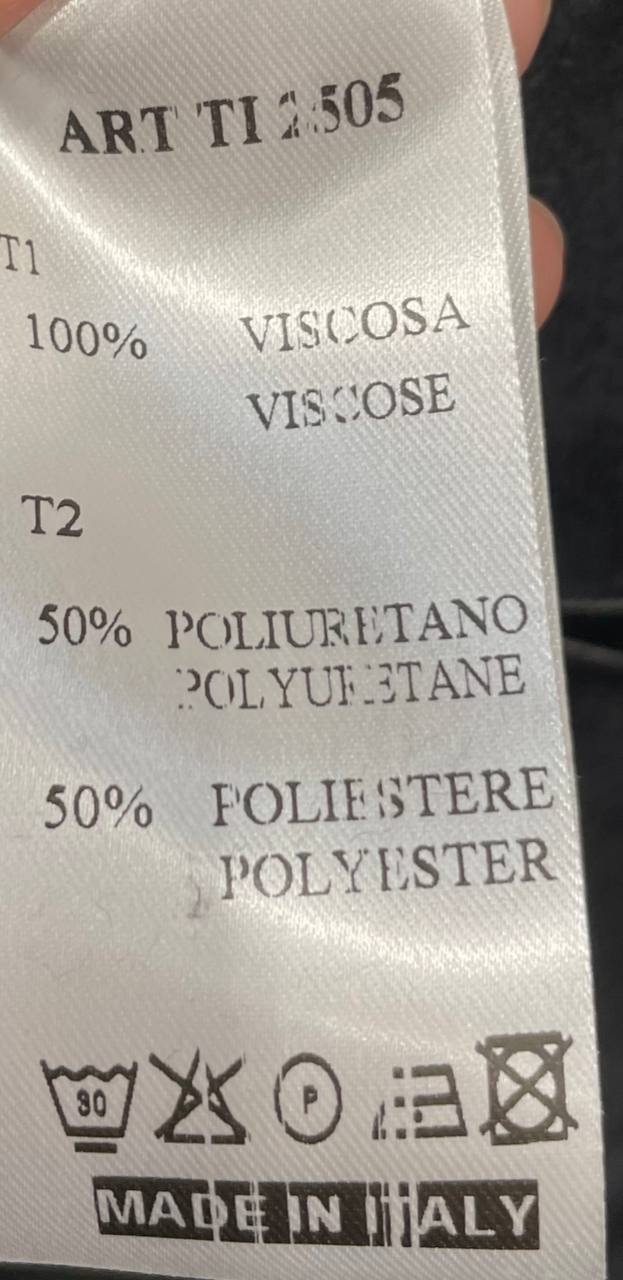 ART TI 2505
T1
100% VISCOSA
VISCOSE
T2
50% POLIURETANO
POLYURETANE
50% POLIESTERE
POLYESTER
P
MADE IN ITALY